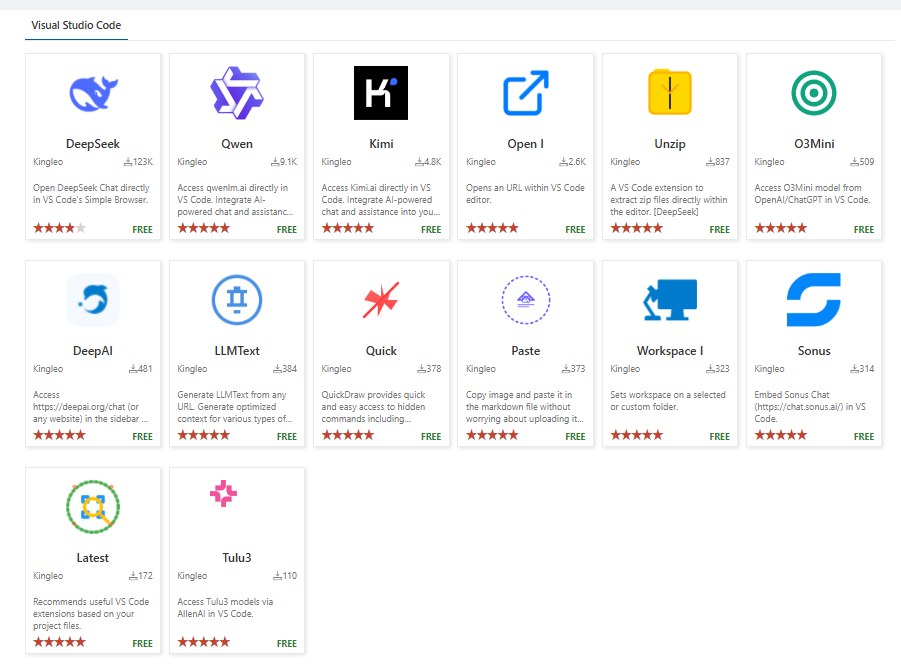 Visual Studio Code
DeepSeek
Kingleo 123K
Open DeepSeek Chat directly
in VS Code's Simple Browser.
FREE
Qwen
Kingleo 9.1K
Access qwenlm.ai directly in
VS Code. Integrate AI-
powered chat and assistanc...
FREE
Kimi
Kingleo 4.8K
Access Kimi.ai directly in VS
Code. Integrate AI-powered
chat and assistance into you...
FREE
Open I
Kingleo 2.6K
Opens an URL within VS Code
editor.
FREE
Unzip
Kingleo 837
A VS Code extension to
extract zip files directly within
the editor. [DeepSeek]
FREE
O3Mini
Kingleo 509
Access O3Mini model from
OpenAI/ChatGPT in VS Code.
FREE
DeepAI
Kingleo 481
Access
https://deepai.org/chat (or
any website) in the sidebar ...
FREE
LLMText
Kingleo 384
Generate LLMText from any
URL. Generate optimized
context for various types of...
FREE
Quick
Kingleo 378
QuickDraw provides quick
and easy access to hidden
commands including...
FREE
Paste
Kingleo 373
Copy image and paste it in
the markdown file without
worrying about uploading it...
FREE
Workspace I
Kingleo 323
Sets workspace on a selected
or custom folder.
FREE
Sonus
Kingleo 314
Embed Sonus Chat
(https://chat.sonus.ai/) in VS
Code.
FREE
Latest
Kingleo 172
Recommends useful VS Code
extensions based on your
project files.
FREE
Tulu3
Kingleo 110
Access Tulu3 models via
AllenAI in VS Code.
FREE